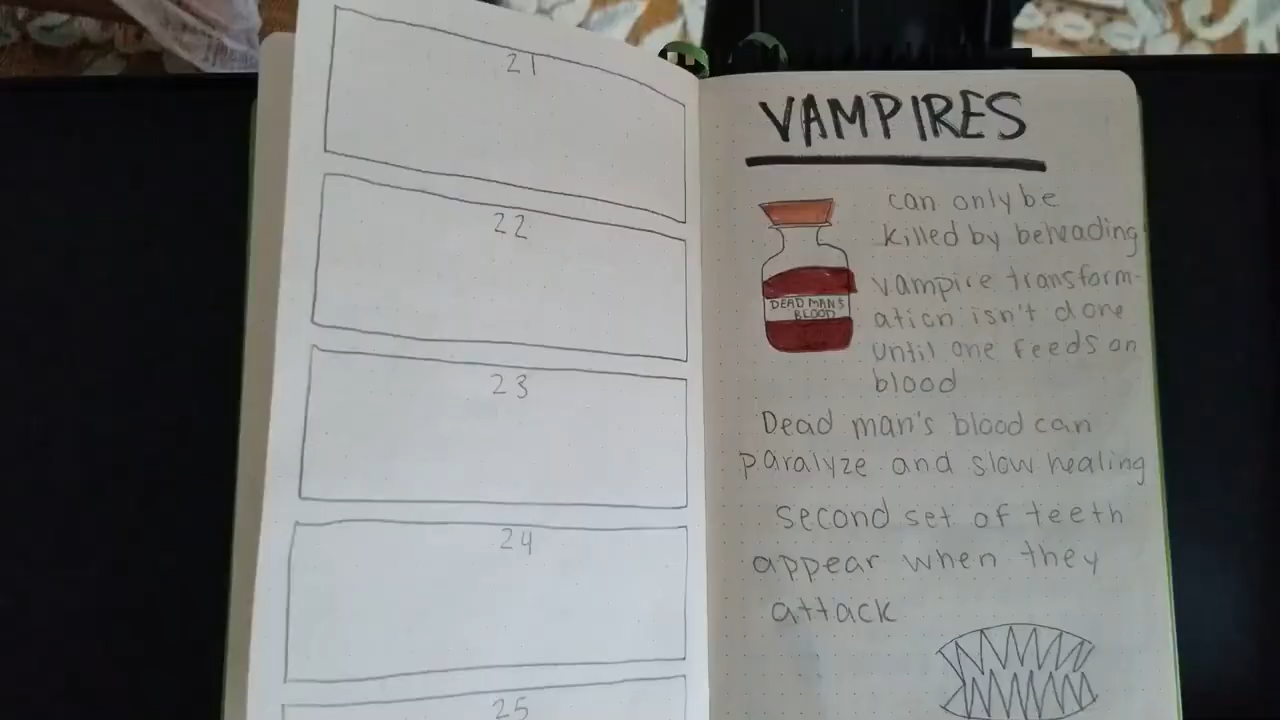 21
22
23
24
25
VAMPIRES
can only be
killed by beheading
vampire transform-
ation isn't done
until one feeds on
blood
DEAD MAN'S
BLOOD
Dead man's blood can
paralyze and slow healing
second set of teeth
appear when they
attack